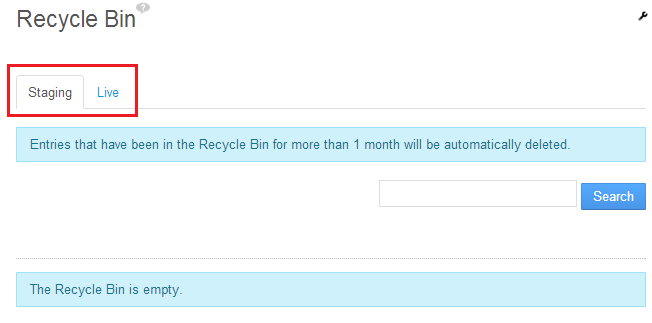 Recycle Bin ?
Staging Live
Entries that have been in the Recycle Bin for more than 1 month will be automatically deleted.
Search
The Recycle Bin is empty.